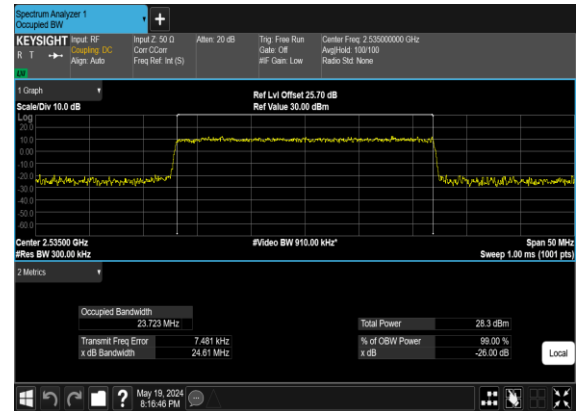 Spectrum Analyzer 1
Occupied BW
+
KEYSIGHT Input: RF Input Z: 50 Ω Atten: 20 dB Trig: Free Run Center Freq: 2.535000000 GHz
R T Coupling: DC Corr CCorr Gate: Off Avg|Hold: 100/100
Align: Auto Freq Ref: Int (S) #IF Gain: Low Radio Std: None
1 Graph
Ref Lvl Offset 25.70 dB
Scale/Div 10.0 dB Ref Value 30.00 dBm
Log
20.0
10.0
0.00
-10.0
-20.0
-30.0
-40.0
-50.0
-60.0
Center 2.53500 GHz #Video BW 910.00 kHz* Span 50 MHz
#Res BW 300.00 kHz Sweep 1.00 ms (1001 pts)
2 Metrics
Occupied Bandwidth
23.723 MHz Total Power 28.3 dBm
Transmit Freq Error 7.481 kHz % of OBW Power 99.00 %
x dB Bandwidth 24.61 MHz x dB -26.00 dB
Local
? May 19, 2024
8:16:46 PM